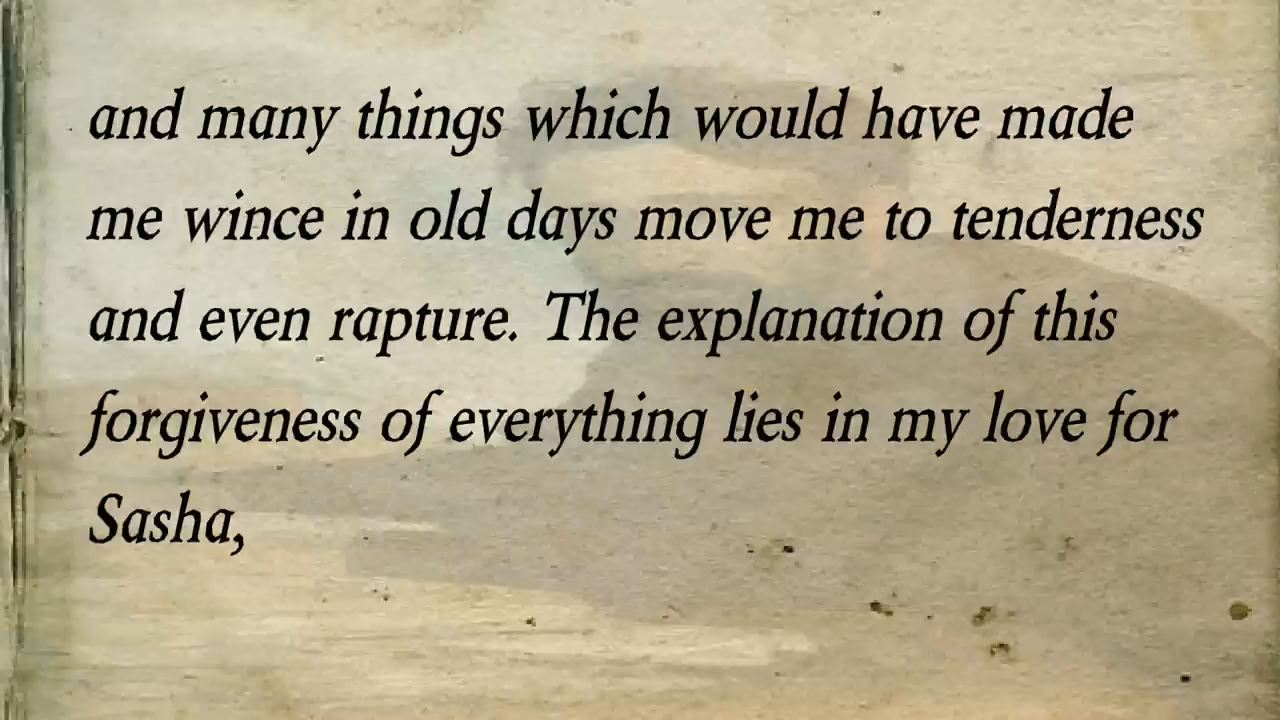 and many things which would have made
me wince in old days move me to tenderness
and even rapture. The explanation of this
forgiveness of everything lies in my love for
Sasha,